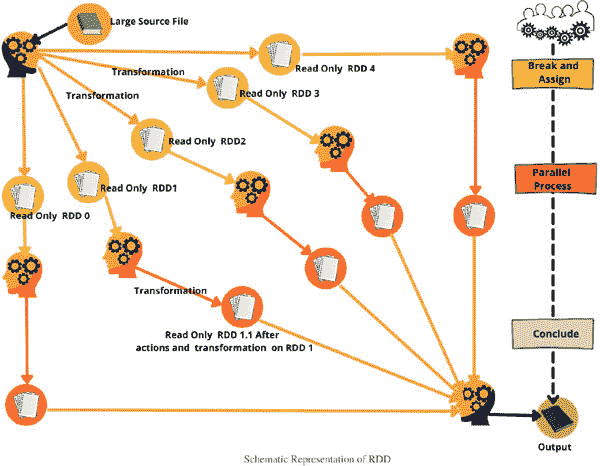 Large Source File
Read Only RDD 4
Break and
Assign
Transformation
Read Only RDD 3
Transformation
Read Only RDD2
Parallel
Process
Read Only RDD1
Read Only RDD 0
Transformation
Read Only RDD 1.1 After
actions and transformation on RDD 1
Conclude
Output
Schematic Representation of RDD